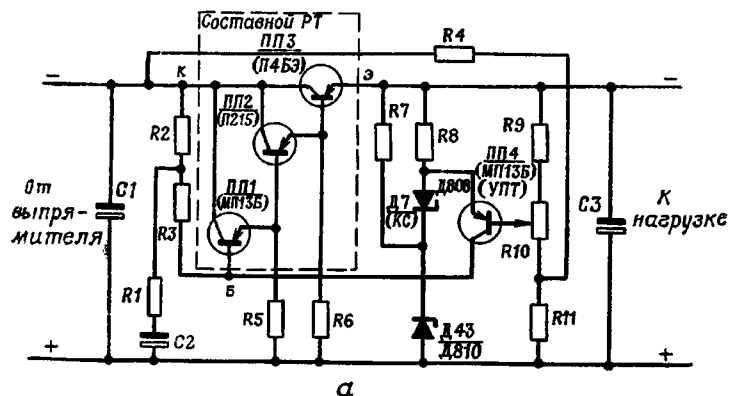 Составной РТ
ПП3
(П4БЭ)
R4
−
К
Э
−
ПП2
(П215)
R7
R8
R9
R2
ПП4
(МП13Б)
(УПТ)
От
выпря-
мителя
C1
ПП1
(МП13Б)
Д7
(КС)
Д808
C3
К
нагрузке
R3
R10
Б
R1
R5
R6
R11
C2
Д43
Д810
+
+
а